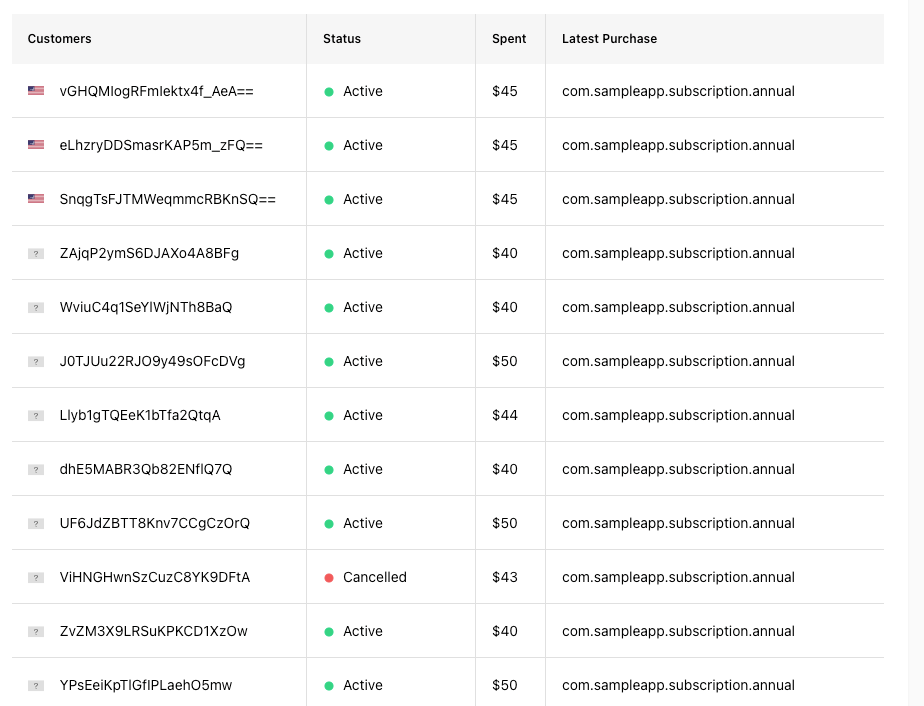 Customers Status Spent Latest Purchase
vGHQMlogRFmlektx4f_AeA== Active $45 com.sampleapp.subscription.annual
eLhzryDDSmasrKAP5m_zFQ== Active $45 com.sampleapp.subscription.annual
SnqgTsFJTMWeqmmcRBKnSQ== Active $45 com.sampleapp.subscription.annual
? ZAjqP2ymS6DJAXo4A8BFg Active $40 com.sampleapp.subscription.annual
? WviuC4q1SeYlWjNTh8BaQ Active $40 com.sampleapp.subscription.annual
? J0TJUu22RJO9y49sOFcDVg Active $50 com.sampleapp.subscription.annual
? Llyb1gTQEeK1bTfa2QtqA Active $44 com.sampleapp.subscription.annual
? dhE5MABR3Qb82ENflQ7Q Active $40 com.sampleapp.subscription.annual
? UF6JdZBTT8Knv7CCgCzOrQ Active $50 com.sampleapp.subscription.annual
? ViHNGHwnSzCuzC8YK9DFtA Cancelled $43 com.sampleapp.subscription.annual
? ZvZM3X9LRSuKPKCD1XzOw Active $40 com.sampleapp.subscription.annual
? YPsEeiKpTlGflPLaehO5mw Active $50 com.sampleapp.subscription.annual